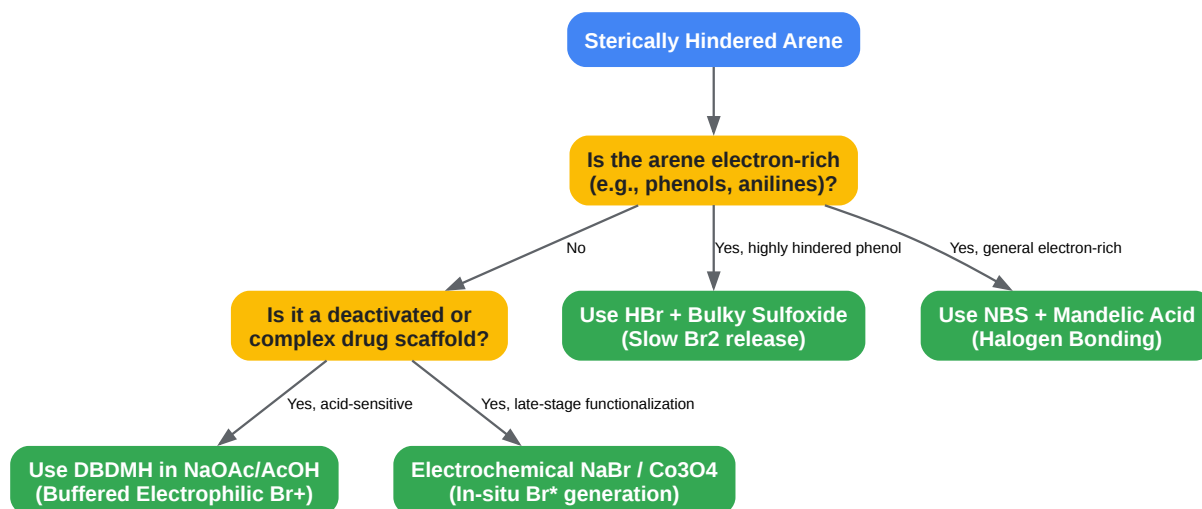 Sterically Hindered Arene
Is the arene electron-rich
(e.g., phenols, anilines)?
No
Yes, highly hindered phenol
Yes, general electron-rich
Is it a deactivated or
complex drug scaffold?
Use HBr + Bulky Sulfoxide
(Slow Br2 release)
Use NBS + Mandelic Acid
(Halogen Bonding)
Yes, acid-sensitive
Yes, late-stage functionalization
Use DBDMH in NaOAc/AcOH
(Buffered Electrophilic Br+)
Electrochemical NaBr / Co3O4
(In-situ Br* generation)